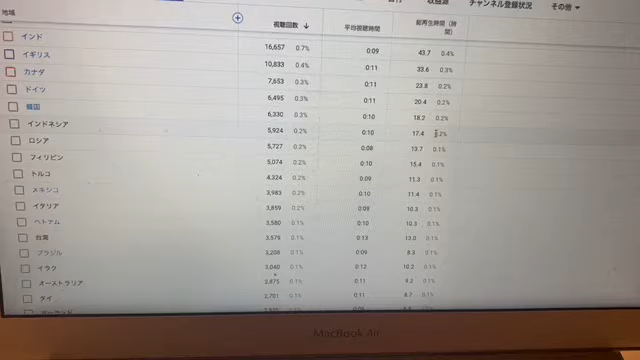 収益源 チャンネル登録状況 その他
地域 視聴回数 平均視聴時間 総再生時間（時間）
インド 16,657 0.7% 0:09 43.7 0.4%
イギリス 10,833 0.4% 0:11 33.6 0.3%
カナダ 7,653 0.3% 0:11 23.8 0.2%
ドイツ 6,495 0.3% 0:11 20.4 0.2%
韓国 6,330 0.3% 0:10 18.2 0.2%
インドネシア 5,924 0.2% 0:10 17.4 0.2%
ロシア 5,727 0.2% 0:08 13.7 0.1%
フィリピン 5,074 0.2% 0:10 15.4 0.1%
トルコ 4,324 0.2% 0:09 11.3 0.1%
メキシコ 3,983 0.2% 0:10 11.4 0.1%
イタリア 3,859 0.2% 0:09 10.3 0.1%
ベトナム 3,580 0.1% 0:10 10.3 0.1%
台湾 3,579 0.1% 0:13 13.0 0.1%
ブラジル 3,208 0.1% 0:09 8.3 0.1%
イラク 3,040 0.1% 0:12 10.2 0.1%
オーストラリア 2,875 0.1% 0:11 9.2 0.1%
タイ 2,701 0.1% 0:11 8.7 0.1%
MacBook Air